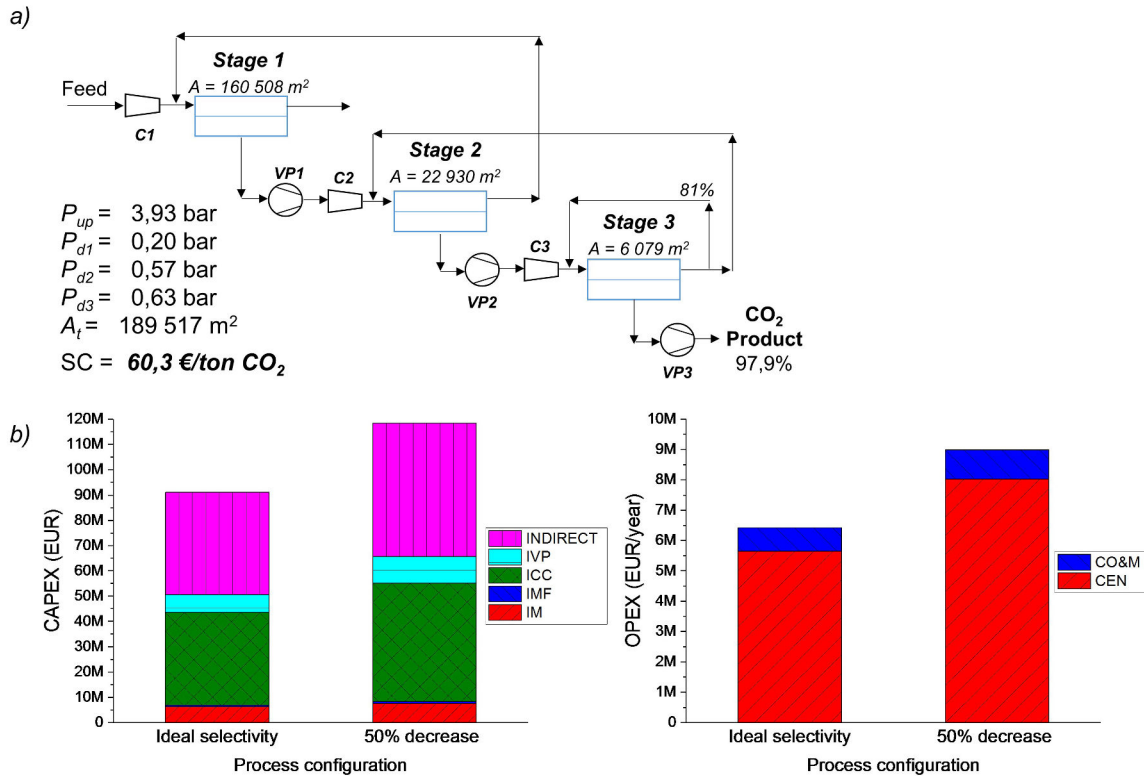 a)
Stage 1
A = 160 508 m²
Feed
C1
Stage 2
A = 22 930 m²
VP1
C2
81%
Stage 3
A = 6 079 m²
C3
VP2
CO₂
Product
97,9%
VP3
P_up = 3,93 bar
P_d1 = 0,20 bar
P_d2 = 0,57 bar
P_d3 = 0,63 bar
A_t = 189 517 m²
SC = 60,3 €/ton CO₂
b)
CAPEX (EUR)
120M
110M
100M
90M
80M
70M
60M
50M
40M
30M
20M
10M
0
Ideal selectivity
50% decrease
Process configuration
INDIRECT
IVP
ICC
IMF
IM
OPEX (EUR/year)
10M
9M
8M
7M
6M
5M
4M
3M
2M
1M
0
Ideal selectivity
50% decrease
Process configuration
CO&M
CEN